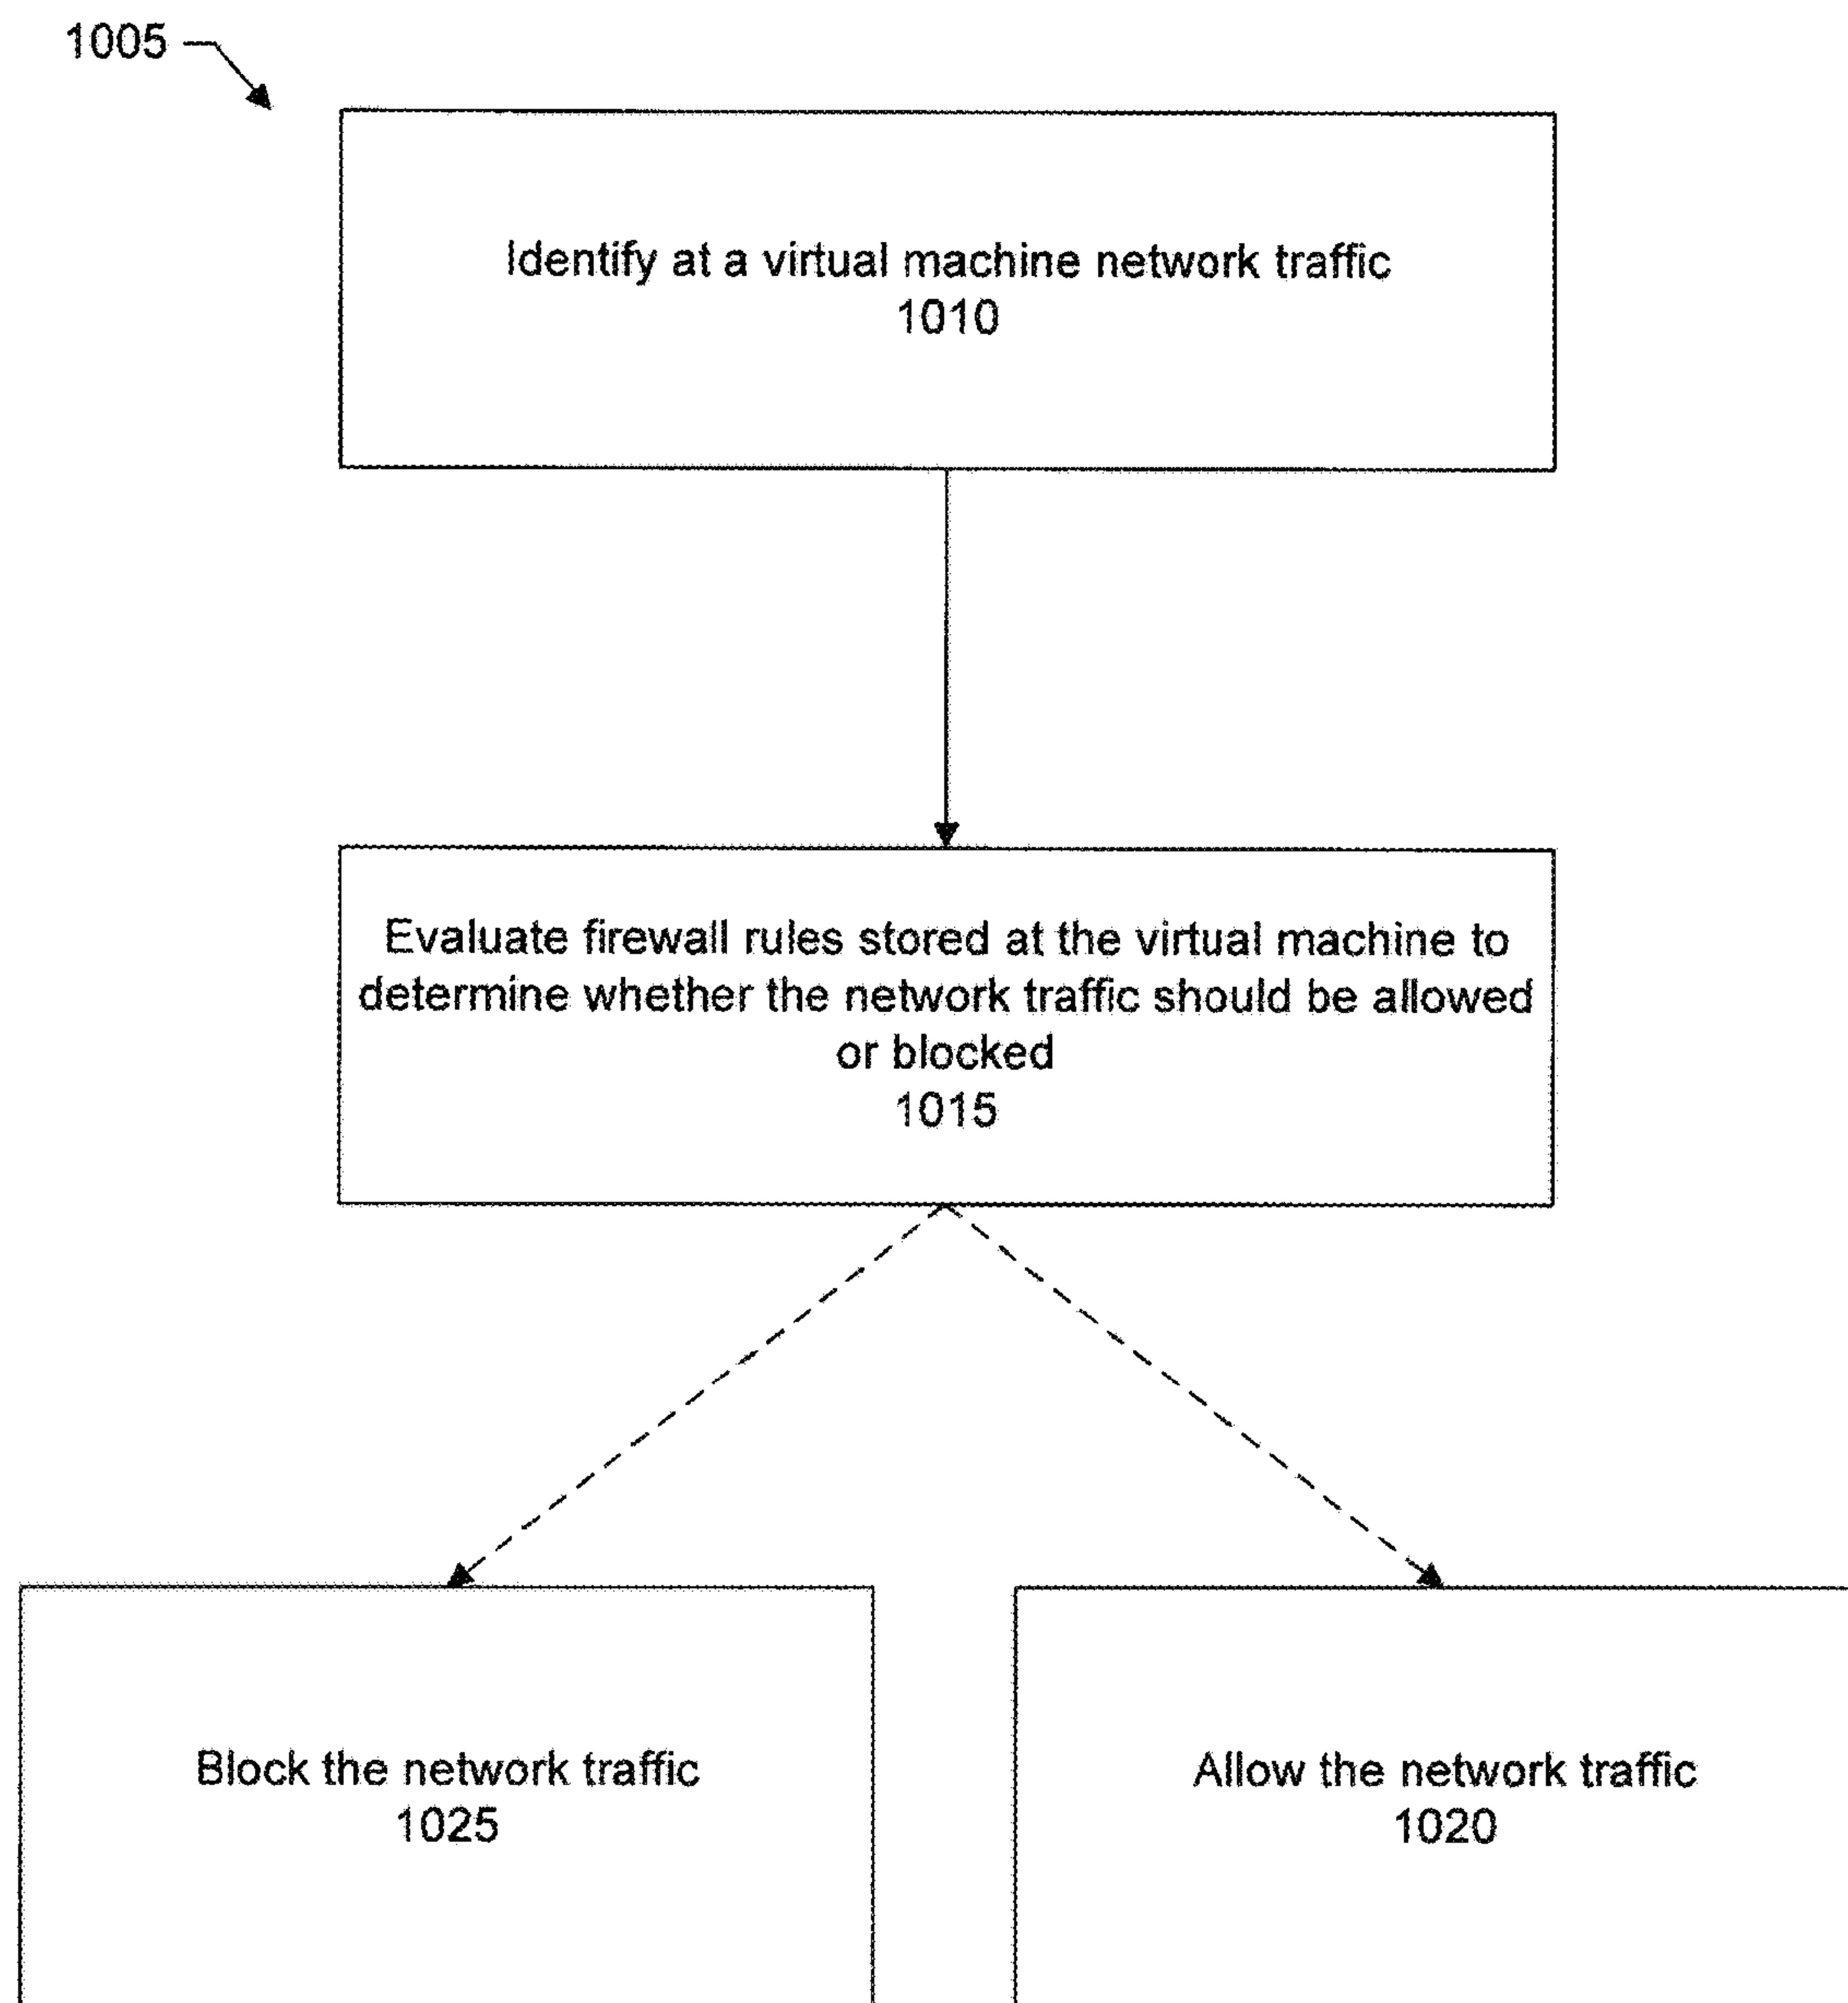 1005
Identify at a virtual machine network traffic
1010
Evaluate firewall rules stored at the virtual machine to
determine whether the network traffic should be allowed
or blocked
1015
Block the network traffic
1025
Allow the network traffic
1020